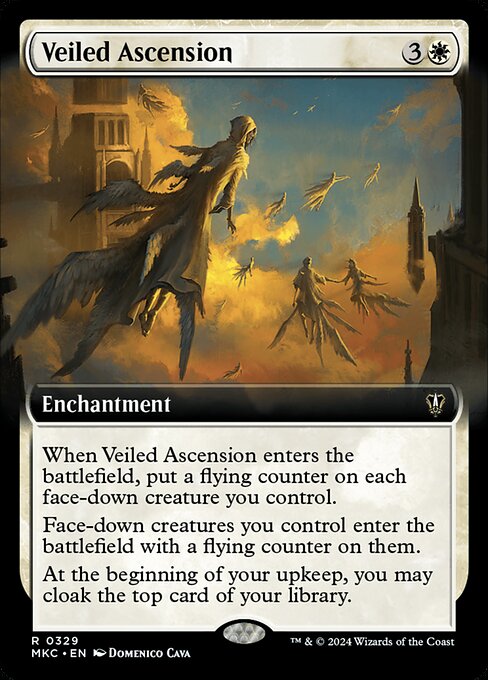 Veiled Ascension 3
Enchantment
When Veiled Ascension enters the
battlefield, put a flying counter on each
face-down creature you control.
Face-down creatures you control enter the
battlefield with a flying counter on them.
At the beginning of your upkeep, you may
cloak the top card of your library.
R 0329
MKC • EN Domenico Cava
™ & © 2024 Wizards of the Coast